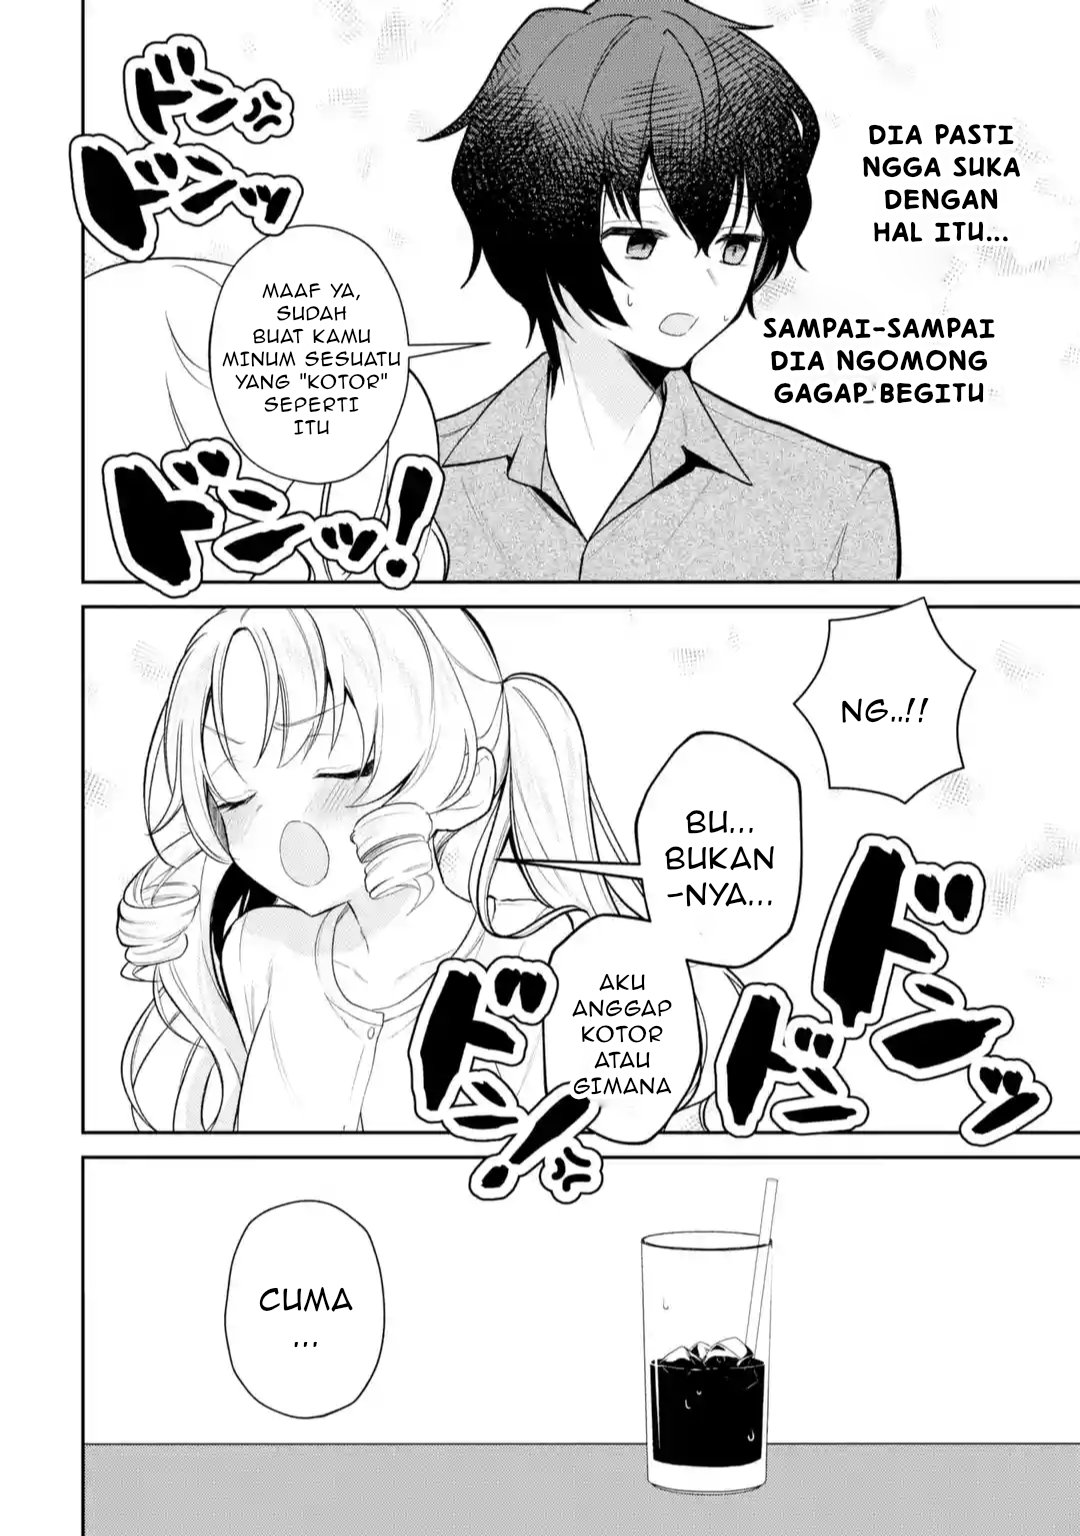 DIA PASTI
NGGA SUKA
DENGAN
HAL ITU...
SAMPAI-SAMPAI
DIA NGOMONG
GAGAP BEGITU
MAAF YA,
SUDAH
BUAT KAMU
MINUM SESUATU
YANG "KOTOR"
SEPERTI
ITU
ドン
ドンッ
ドンッ!
NG..!!
BU...
BUKAN
-NYA...
AKU
ANGGAP
KOTOR
ATAU
GIMANA
ドンッ
ドン
ドン!
CUMA
...